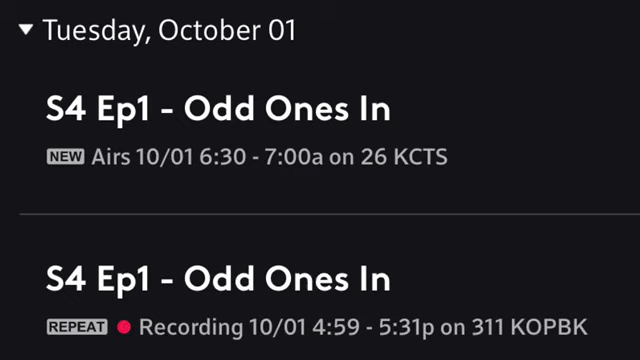 Tuesday, October 01
S4 Ep1 - Odd Ones In
NEW Airs 10/01 6:30 - 7:00a on 26 KCTS
S4 Ep1 - Odd Ones In
REPEAT Recording 10/01 4:59 - 5:31p on 311 KOPBK